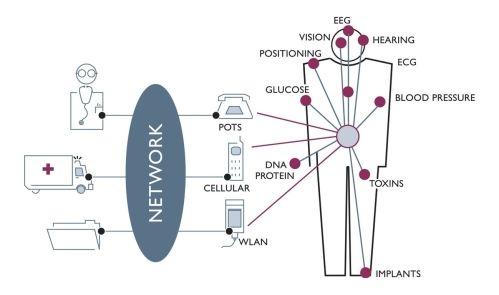 EEG
VISION
HEARING
POSITIONING
ECG
GLUCOSE
BLOOD PRESSURE
NETWORK
POTS
DNA
PROTEIN
CELLULAR
TOXINS
WLAN
IMPLANTS